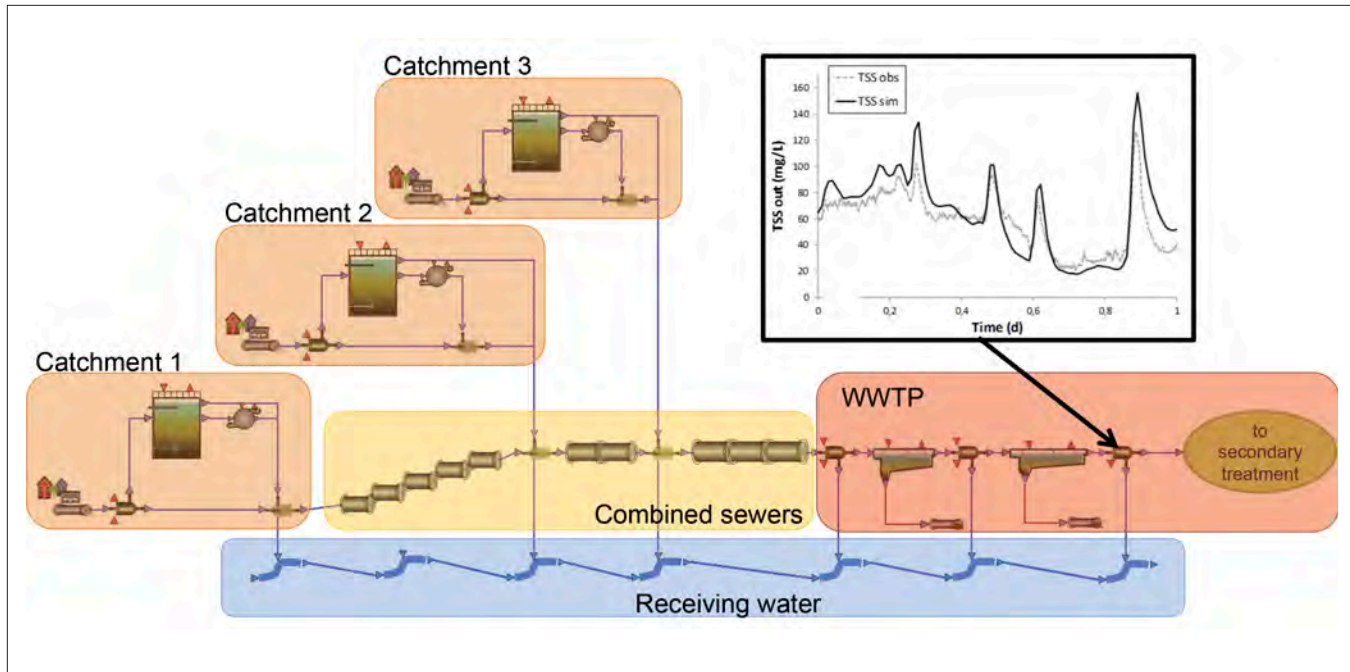 Catchment 3
Catchment 2
Catchment 1
TSS obs
TSS sim
TSS out (mg/L)
160
140
120
100
80
60
40
20
0
0
0,2
0,4
0,6
0,8
1
Time (d)
WWTP
to
secondary
treatment
Combined sewers
Receiving water